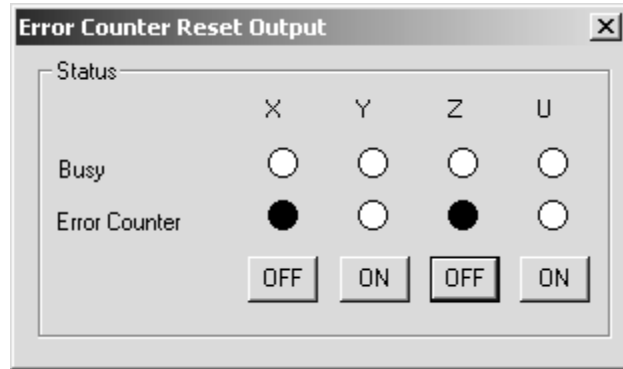 Error Counter Reset Output
Status
X Y Z U
Busy
Error Counter
OFF ON OFF ON